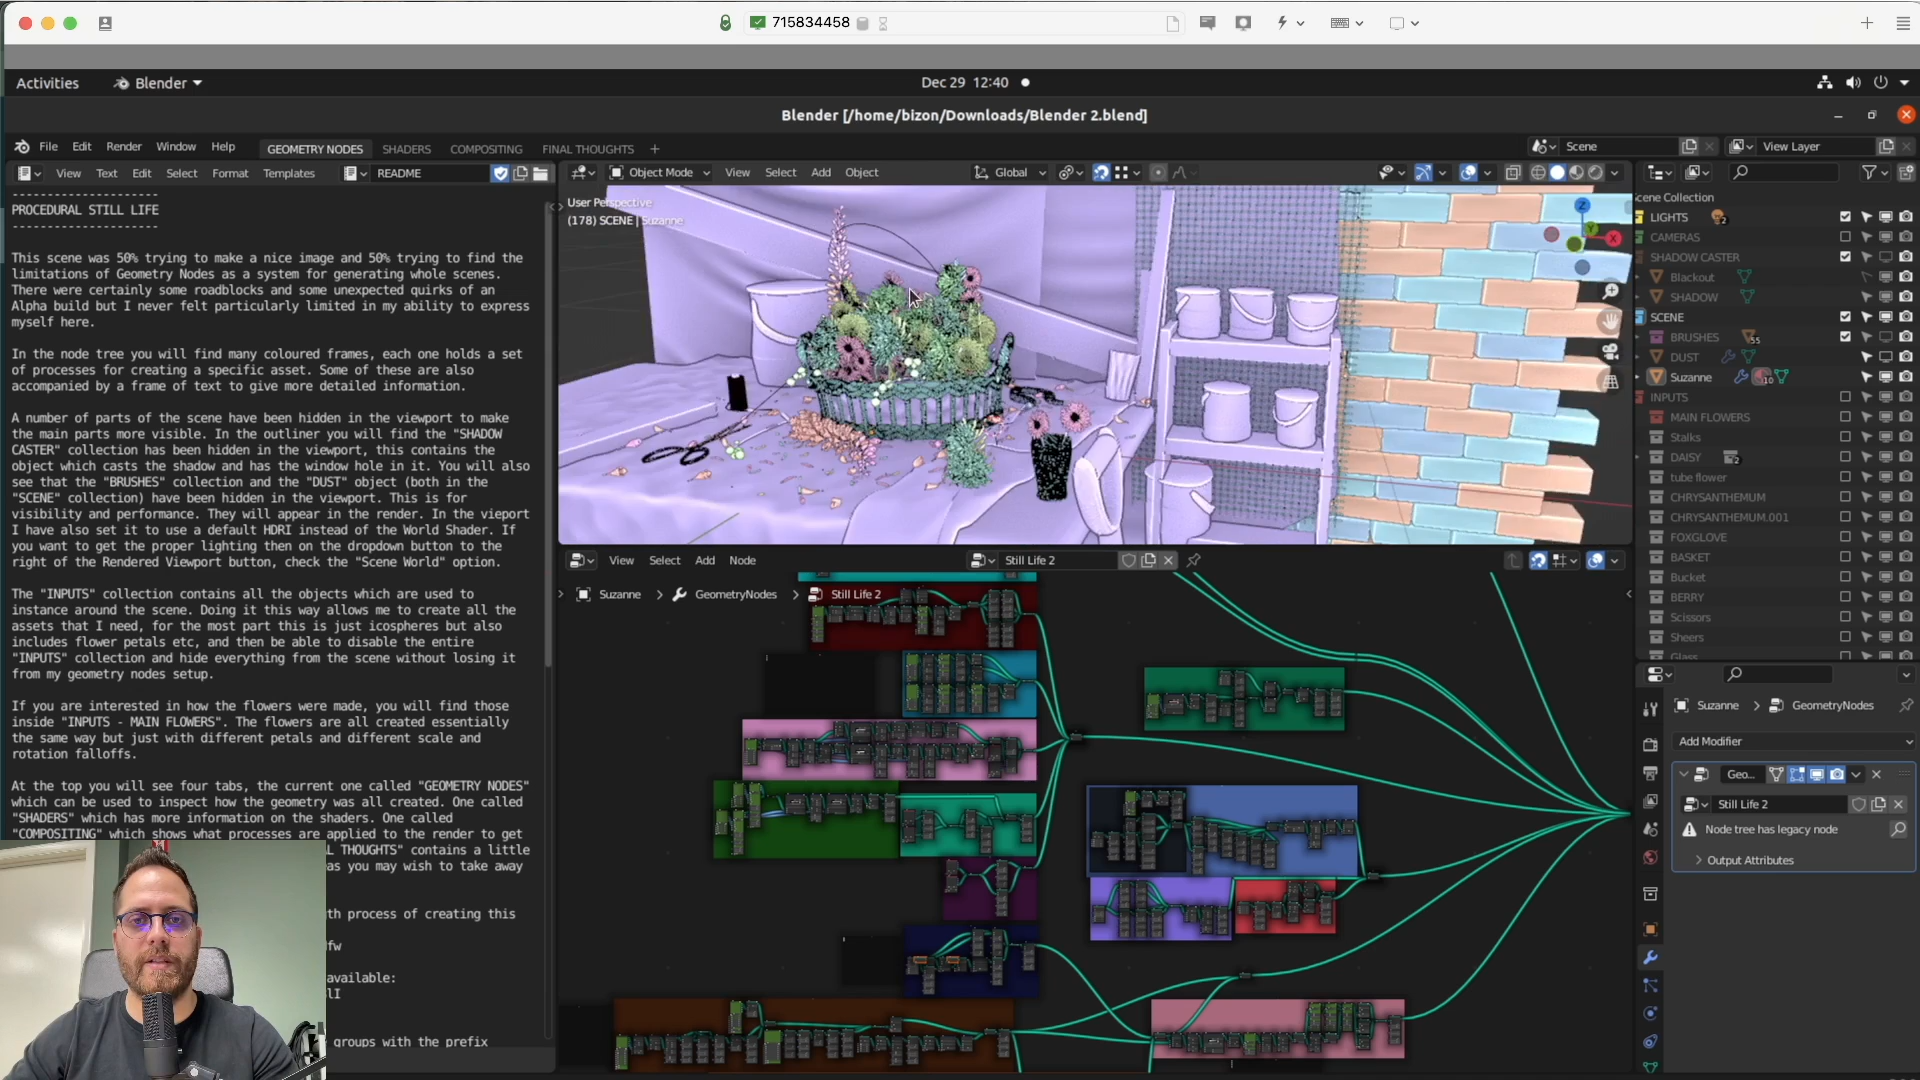 715834458
Activities
Blender
Dec 29 12:40
Blender [/home/bizon/Downloads/Blender 2.blend]
File Edit Render Window Help GEOMETRY NODES SHADERS COMPOSITING FINAL THOUGHTS
Scene
View Layer
View Text Edit Select Format Templates README
Object Mode View Select Add Object Global
User Perspective
(178) SCENE | Suzanne
--------------------
PROCEDURAL STILL LIFE
--------------------
This scene was 50% trying to make a nice image and 50% trying to find the
limitations of Geometry Nodes as a system for generating whole scenes.
There were certainly some roadblocks and some unexpected quirks of an
Alpha build but I never felt particularly limited in my ability to express
myself here.
In the node tree you will find many coloured frames, each one holds a set
of processes for creating a specific asset. Some of these are also
accompanied by a frame of text to give more detailed information.
A number of parts of the scene have been hidden in the viewport to make
the main parts more visible. In the outliner you will find the "SHADOW
CASTER" collection has been hidden in the viewport, this contains the
object which casts the shadow and has the window hole in it. You will also
see that the "BRUSHES" collection and the "DUST" object (both in the
"SCENE" collection) have been hidden in the viewport. This is for
visibility and performance. They will appear in the render. In the vieport
I have also set it to use a default HDRI instead of the World Shader. If
you want to get the proper lighting then on the dropdown button to the
right of the Rendered Viewport button, check the "Scene World" option.
The "INPUTS" collection contains all the objects which are used to
instance around the scene. Doing it this way allows me to create all the
assets that I need, for the most part this is just icospheres but also
includes flower petals etc, and then be able to disable the entire
"INPUTS" collection and hide everything from the scene without losing it
from my geometry nodes setup.
If you are interested in how the flowers were made, you will find those
inside "INPUTS - MAIN FLOWERS". The flowers are all created essentially
the same way but just with different petals and different scale and
rotation falloffs.
At the top you will see four tabs, the current one called "GEOMETRY NODES"
which can be used to inspect how the geometry was all created. One called
"SHADERS" which has more information on the shaders. One called
"COMPOSITING" which shows what processes are applied to the render to get
L THOUGHTS" contains a little
as you may wish to take away
th process of creating this
fw
available:
lI
groups with the prefix
View Select Add Node Still Life 2
Suzanne > GeometryNodes > Still Life 2
X
Y
Z
cene Collection
LIGHTS 2
CAMERAS
SHADOW CASTER
Blackout
SHADOW
SCENE
BRUSHES 55
DUST
Suzanne 10
INPUTS
MAIN FLOWERS
Stalks
DAISY 2
tube flower
CHRYSANTHEMUM
CHRYSANTHEMUM.001
FOXGLOVE
BASKET
Bucket
BERRY
Scissors
Sheers
Glass
Suzanne > GeometryNodes
Add Modifier
Geo...
Still Life 2
Node tree has legacy node
Output Attributes